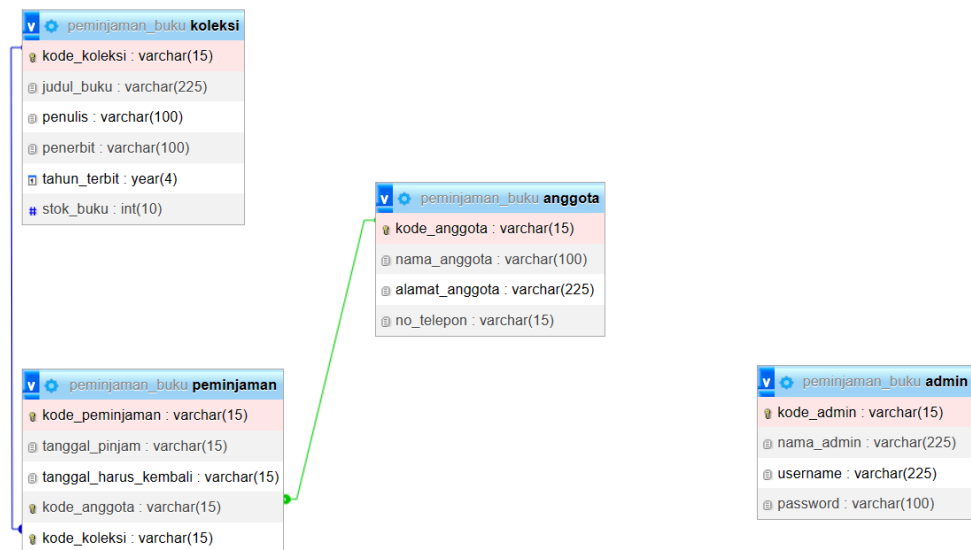 peminjaman_buku koleksi
kode_koleksi : varchar(15)
judul_buku : varchar(225)
penulis : varchar(100)
penerbit : varchar(100)
tahun_terbit : year(4)
# stok_buku : int(10)
peminjaman_buku anggota
kode_anggota : varchar(15)
nama_anggota : varchar(100)
alamat_anggota : varchar(225)
no_telepon : varchar(15)
peminjaman_buku peminjaman
kode_peminjaman : varchar(15)
tanggal_pinjam : varchar(15)
tanggal_harus_kembali : varchar(15)
kode_anggota : varchar(15)
kode_koleksi : varchar(15)
peminjaman_buku admin
kode_admin : varchar(15)
nama_admin : varchar(225)
username : varchar(225)
password : varchar(100)